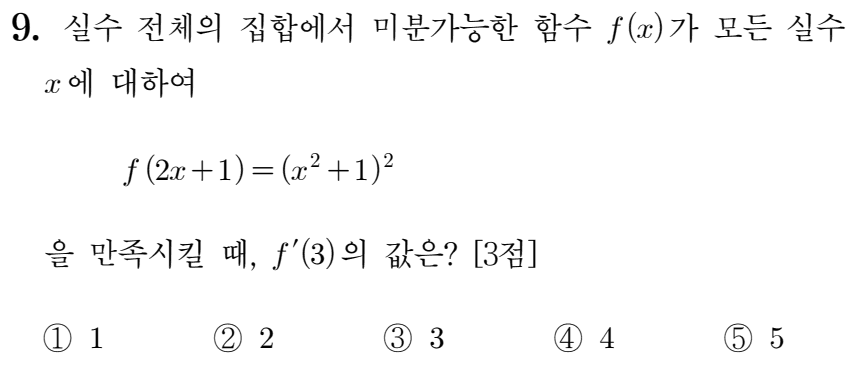 9. 실수 전체의 집합에서 미분가능한 함수 f(x)가 모든 실수
x에 대하여
f(2x+1)=(x²+1)²
을 만족시킬 때, f′(3)의 값은? [3점]
① 1 ② 2 ③ 3 ④ 4 ⑤ 5